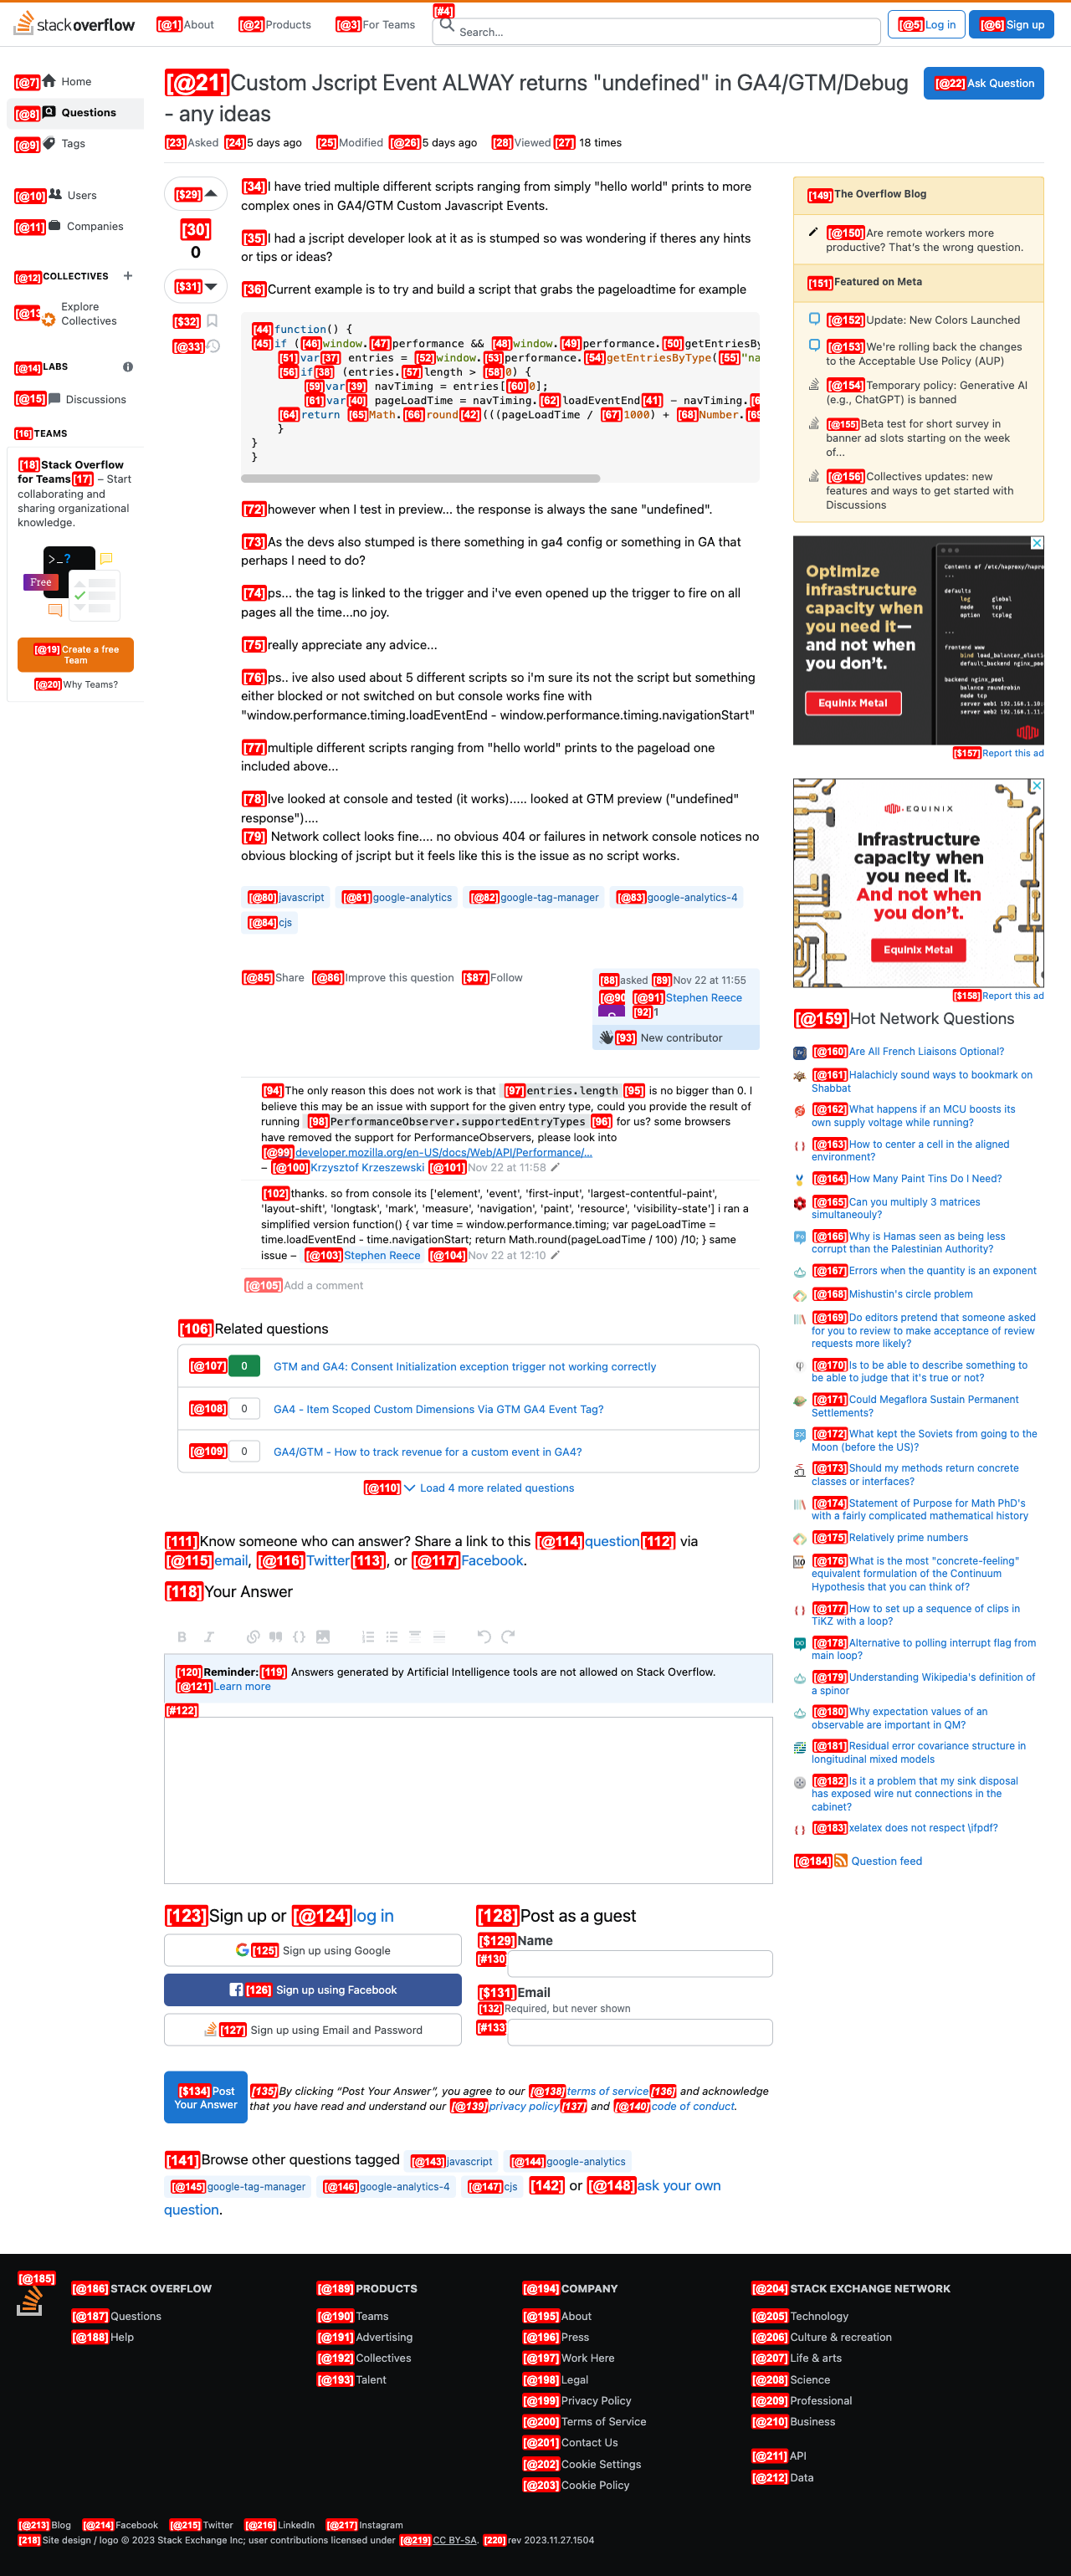 stackoverflow [@1]About [@2]Products [@3]For Teams [#4] Search... [@5]Log in [@6]Sign up
[@7] Home
[@8] Questions
[@9] Tags
[@10] Users
[@11] Companies
[@12]COLLECTIVES +
Explore
Collectives
[@14]LABS
[@15] Discussions
[16]TEAMS
[18]Stack Overflow
for Teams[17] – Start
collaborating and
sharing organizational
knowledge.
>_?
Free
[@19]Create a free
Team
[@20]Why Teams?
[@21]Custom Jscript Event ALWAY returns "undefined" in GA4/GTM/Debug
- any ideas
[@22]Ask Question
[23]Asked [24]5 days ago [25]Modified [@26]5 days ago [28]Viewed[27] 18 times
[$29]
[30]
0
[$31]
[$32]
[@33]
[34]I have tried multiple different scripts ranging from simply "hello world" prints to more
complex ones in GA4/GTM Custom Javascript Events.
[35]I had a jscript developer look at it as is stumped so was wondering if theres any hints
or tips or ideas?
[36]Current example is to try and build a script that grabs the pageloadtime for example
[44]function() {
[45]if ([46]window.[47]performance && [48]window.[49]performance.[50]getEntriesBy
[51]var[37] entries = [52]window.[53]performance.[54]getEntriesByType([55]"na
[56]if[38] (entries.[57]length > [58]0) {
[59]var[39] navTiming = entries[[60]0];
[61]var[40] pageLoadTime = navTiming.[62]loadEventEnd[41] - navTiming.
[64]return [65]Math.[66]round[42](((pageLoadTime / [67]1000) + [68]Number.
}
}
}
[72]however when I test in preview... the response is always the sane "undefined".
[73]As the devs also stumped is there something in ga4 config or something in GA that
perhaps I need to do?
[74]ps... the tag is linked to the trigger and i've even opened up the trigger to fire on all
pages all the time...no joy.
[75]really appreciate any advice...
[76]ps.. ive also used about 5 different scripts so i'm sure its not the script but something
either blocked or not switched on but console works fine with
"window.performance.timing.loadEventEnd - window.performance.timing.navigationStart"
[77]multiple different scripts ranging from "hello world" prints to the pageload one
included above...
[78]Ive looked at console and tested (it works)..... looked at GTM preview ("undefined"
response")....
[79] Network collect looks fine.... no obvious 404 or failures in network console notices no
obvious blocking of jscript but it feels like this is the issue as no script works.
[@80]javascript [@81]google-analytics [@82]google-tag-manager [@83]google-analytics-4
[@84]cjs
[@85]Share [@86]Improve this question [$87]Follow
[88]asked [89]Nov 22 at 11:55
[@91]Stephen Reece
[92]1
[93] New contributor
[94]The only reason this does not work is that [97]entries.length [95] is no bigger than 0. I
believe this may be an issue with support for the given entry type, could you provide the result of
running [98]PerformanceObserver.supportedEntryTypes [96] for us? some browsers
have removed the support for PerformanceObservers, please look into
[@99]developer.mozilla.org/en-US/docs/Web/API/Performance/…
– [@100]Krzysztof Krzeszewski [@101]Nov 22 at 11:58
[102]thanks. so from console its ['element', 'event', 'first-input', 'largest-contentful-paint',
'layout-shift', 'longtask', 'mark', 'measure', 'navigation', 'paint', 'resource', 'visibility-state'] i ran a
simplified version function() { var time = window.performance.timing; var pageLoadTime =
time.loadEventEnd - time.navigationStart; return Math.round(pageLoadTime / 100) /10; } same
issue – [@103]Stephen Reece [@104]Nov 22 at 12:10
[@105]Add a comment
[106]Related questions
[@107] 0 GTM and GA4: Consent Initialization exception trigger not working correctly
[@108] 0 GA4 - Item Scoped Custom Dimensions Via GTM GA4 Event Tag?
[@109] 0 GA4/GTM - How to track revenue for a custom event in GA4?
[@110] Load 4 more related questions
[111]Know someone who can answer? Share a link to this [@114]question[112] via
[@115]email, [@116]Twitter[113], or [@117]Facebook.
[118]Your Answer
B I
[120]Reminder:[119] Answers generated by Artificial Intelligence tools are not allowed on Stack Overflow.
[@121]Learn more
[#122]
[123]Sign up or [@124]log in
[125] Sign up using Google
[126] Sign up using Facebook
[127] Sign up using Email and Password
[128]Post as a guest
[$129]Name
[#130]
[$131]Email
[132]Required, but never shown
[#133]
[$134]Post
Your Answer
[135]By clicking “Post Your Answer”, you agree to our [@138]terms of service[136] and acknowledge
that you have read and understand our [@139]privacy policy[137] and [@140]code of conduct.
[141]Browse other questions tagged [@143]javascript [@144]google-analytics
[@145]google-tag-manager [@146]google-analytics-4 [@147]cjs [142] or [@148]ask your own
question.
[149]The Overflow Blog
[@150]Are remote workers more
productive? That’s the wrong question.
[151]Featured on Meta
[@152]Update: New Colors Launched
[@153]We're rolling back the changes
to the Acceptable Use Policy (AUP)
[@154]Temporary policy: Generative AI
(e.g., ChatGPT) is banned
[@155]Beta test for short survey in
banner ad slots starting on the week
of...
[@156]Collectives updates: new
features and ways to get started with
Discussions
Optimize
infrastructure
capacity when
you need it—
and not when
you don't.
Equinix Metal
Contents of /etc/haproxy/haproxy.cfg
...
defaults
log global
mode tcp
option tcplog
...
frontend www
default_backend nginx_pool
backend nginx_pool
balance roundrobin
mode tcp
[$157]Report this ad
EQUINIX
Infrastructure
capacity when
you need it.
And not when
you don't.
Equinix Metal
[$158]Report this ad
[@159]Hot Network Questions
[@160]Are All French Liaisons Optional?
[@161]Halachicly sound ways to bookmark on
Shabbat
[@162]What happens if an MCU boosts its
own supply voltage while running?
[@163]How to center a cell in the aligned
environment?
[@164]How Many Paint Tins Do I Need?
[@165]Can you multiply 3 matrices
simultaneouly?
[@166]Why is Hamas seen as being less
corrupt than the Palestinian Authority?
[@167]Errors when the quantity is an exponent
[@168]Mishustin's circle problem
[@169]Do editors pretend that someone asked
for you to review to make acceptance of review
requests more likely?
[@170]Is to be able to describe something to
be able to judge that it's true or not?
[@171]Could Megaflora Sustain Permanent
Settlements?
[@172]What kept the Soviets from going to the
Moon (before the US)?
[@173]Should my methods return concrete
classes or interfaces?
[@174]Statement of Purpose for Math PhD's
with a fairly complicated mathematical history
[@175]Relatively prime numbers
[@176]What is the most "concrete-feeling"
equivalent formulation of the Continuum
Hypothesis that you can think of?
[@177]How to set up a sequence of clips in
TiKZ with a loop?
[@178]Alternative to polling interrupt flag from
main loop?
[@179]Understanding Wikipedia's definition of
a spinor
[@180]Why expectation values of an
observable are important in QM?
[@181]Residual error covariance structure in
longitudinal mixed models
[@182]Is it a problem that my sink disposal
has exposed wire nut connections in the
cabinet?
[@183]xelatex does not respect \ifpdf?
[@184] Question feed
[@185]
[@186]STACK OVERFLOW
[@187]Questions
[@188]Help
[@189]PRODUCTS
[@190]Teams
[@191]Advertising
[@192]Collectives
[@193]Talent
[@194]COMPANY
[@195]About
[@196]Press
[@197]Work Here
[@198]Legal
[@199]Privacy Policy
[@200]Terms of Service
[@201]Contact Us
[@202]Cookie Settings
[@203]Cookie Policy
[@204]STACK EXCHANGE NETWORK
[@205]Technology
[@206]Culture & recreation
[@207]Life & arts
[@208]Science
[@209]Professional
[@210]Business
[@211]API
[@212]Data
[@213]Blog [@214]Facebook [@215]Twitter [@216]LinkedIn [@217]Instagram
[218]Site design / logo © 2023 Stack Exchange Inc; user contributions licensed under [@219]CC BY-SA. [220]rev 2023.11.27.1504